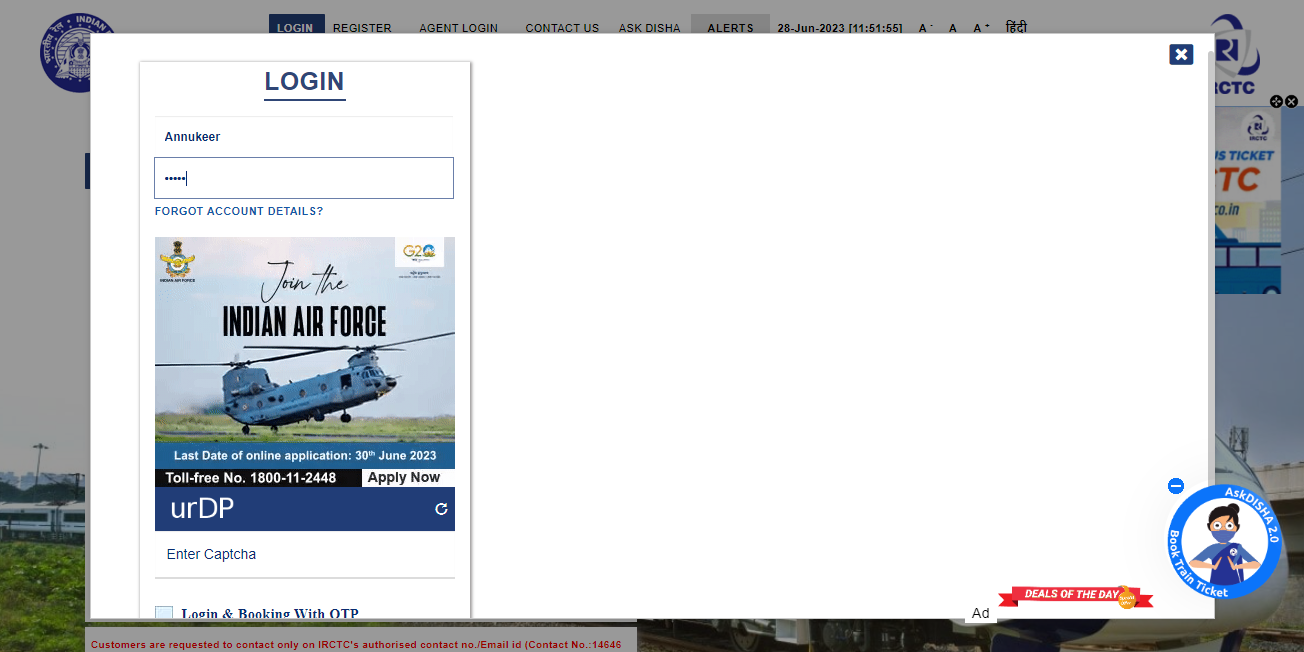 LOGIN REGISTER AGENT LOGIN CONTACT US ASK DISHA ALERTS 28-Jun-2023 [11:51:55] A - A A + हिंदी
LOGIN
Annukeer
•••••
FORGOT ACCOUNT DETAILS?
INDIAN AIR FORCE
G20
Join the
INDIAN AIR FORCE
Last Date of online application: 30th June 2023
Toll-free No. 1800-11-2448 Apply Now
urDP
Enter Captcha
Login & Booking With OTP
IRCTC
US TICKET
CTC
co.in
AskDISHA 2.0
Book Train Ticket
DEALS OF THE DAY
Ad
Customers are requested to contact only on IRCTC's authorised contact no./Email id (Contact No.:14646